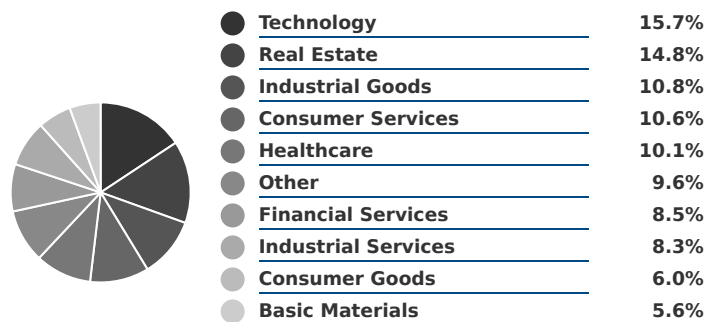 Technology 15.7%
Real Estate 14.8%
Industrial Goods 10.8%
Consumer Services 10.6%
Healthcare 10.1%
Other 9.6%
Financial Services 8.5%
Industrial Services 8.3%
Consumer Goods 6.0%
Basic Materials 5.6%